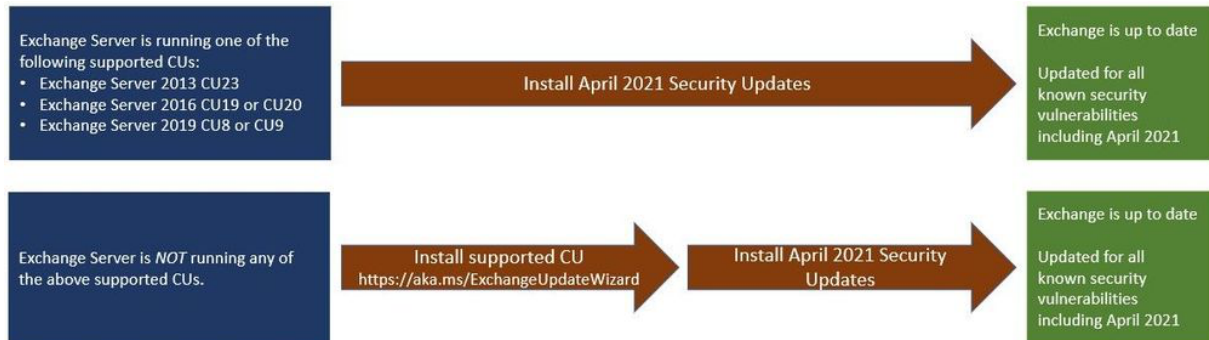 Exchange Server is running one of the
following supported CUs:
• Exchange Server 2013 CU23
• Exchange Server 2016 CU19 or CU20
• Exchange Server 2019 CU8 or CU9
Install April 2021 Security Updates
Exchange is up to date
Updated for all
known security
vulnerabilities
including April 2021
Exchange Server is NOT running any of
the above supported CUs.
Install supported CU
https://aka.ms/ExchangeUpdateWizard
Install April 2021 Security
Updates
Exchange is up to date
Updated for all
known security
vulnerabilities
including April 2021